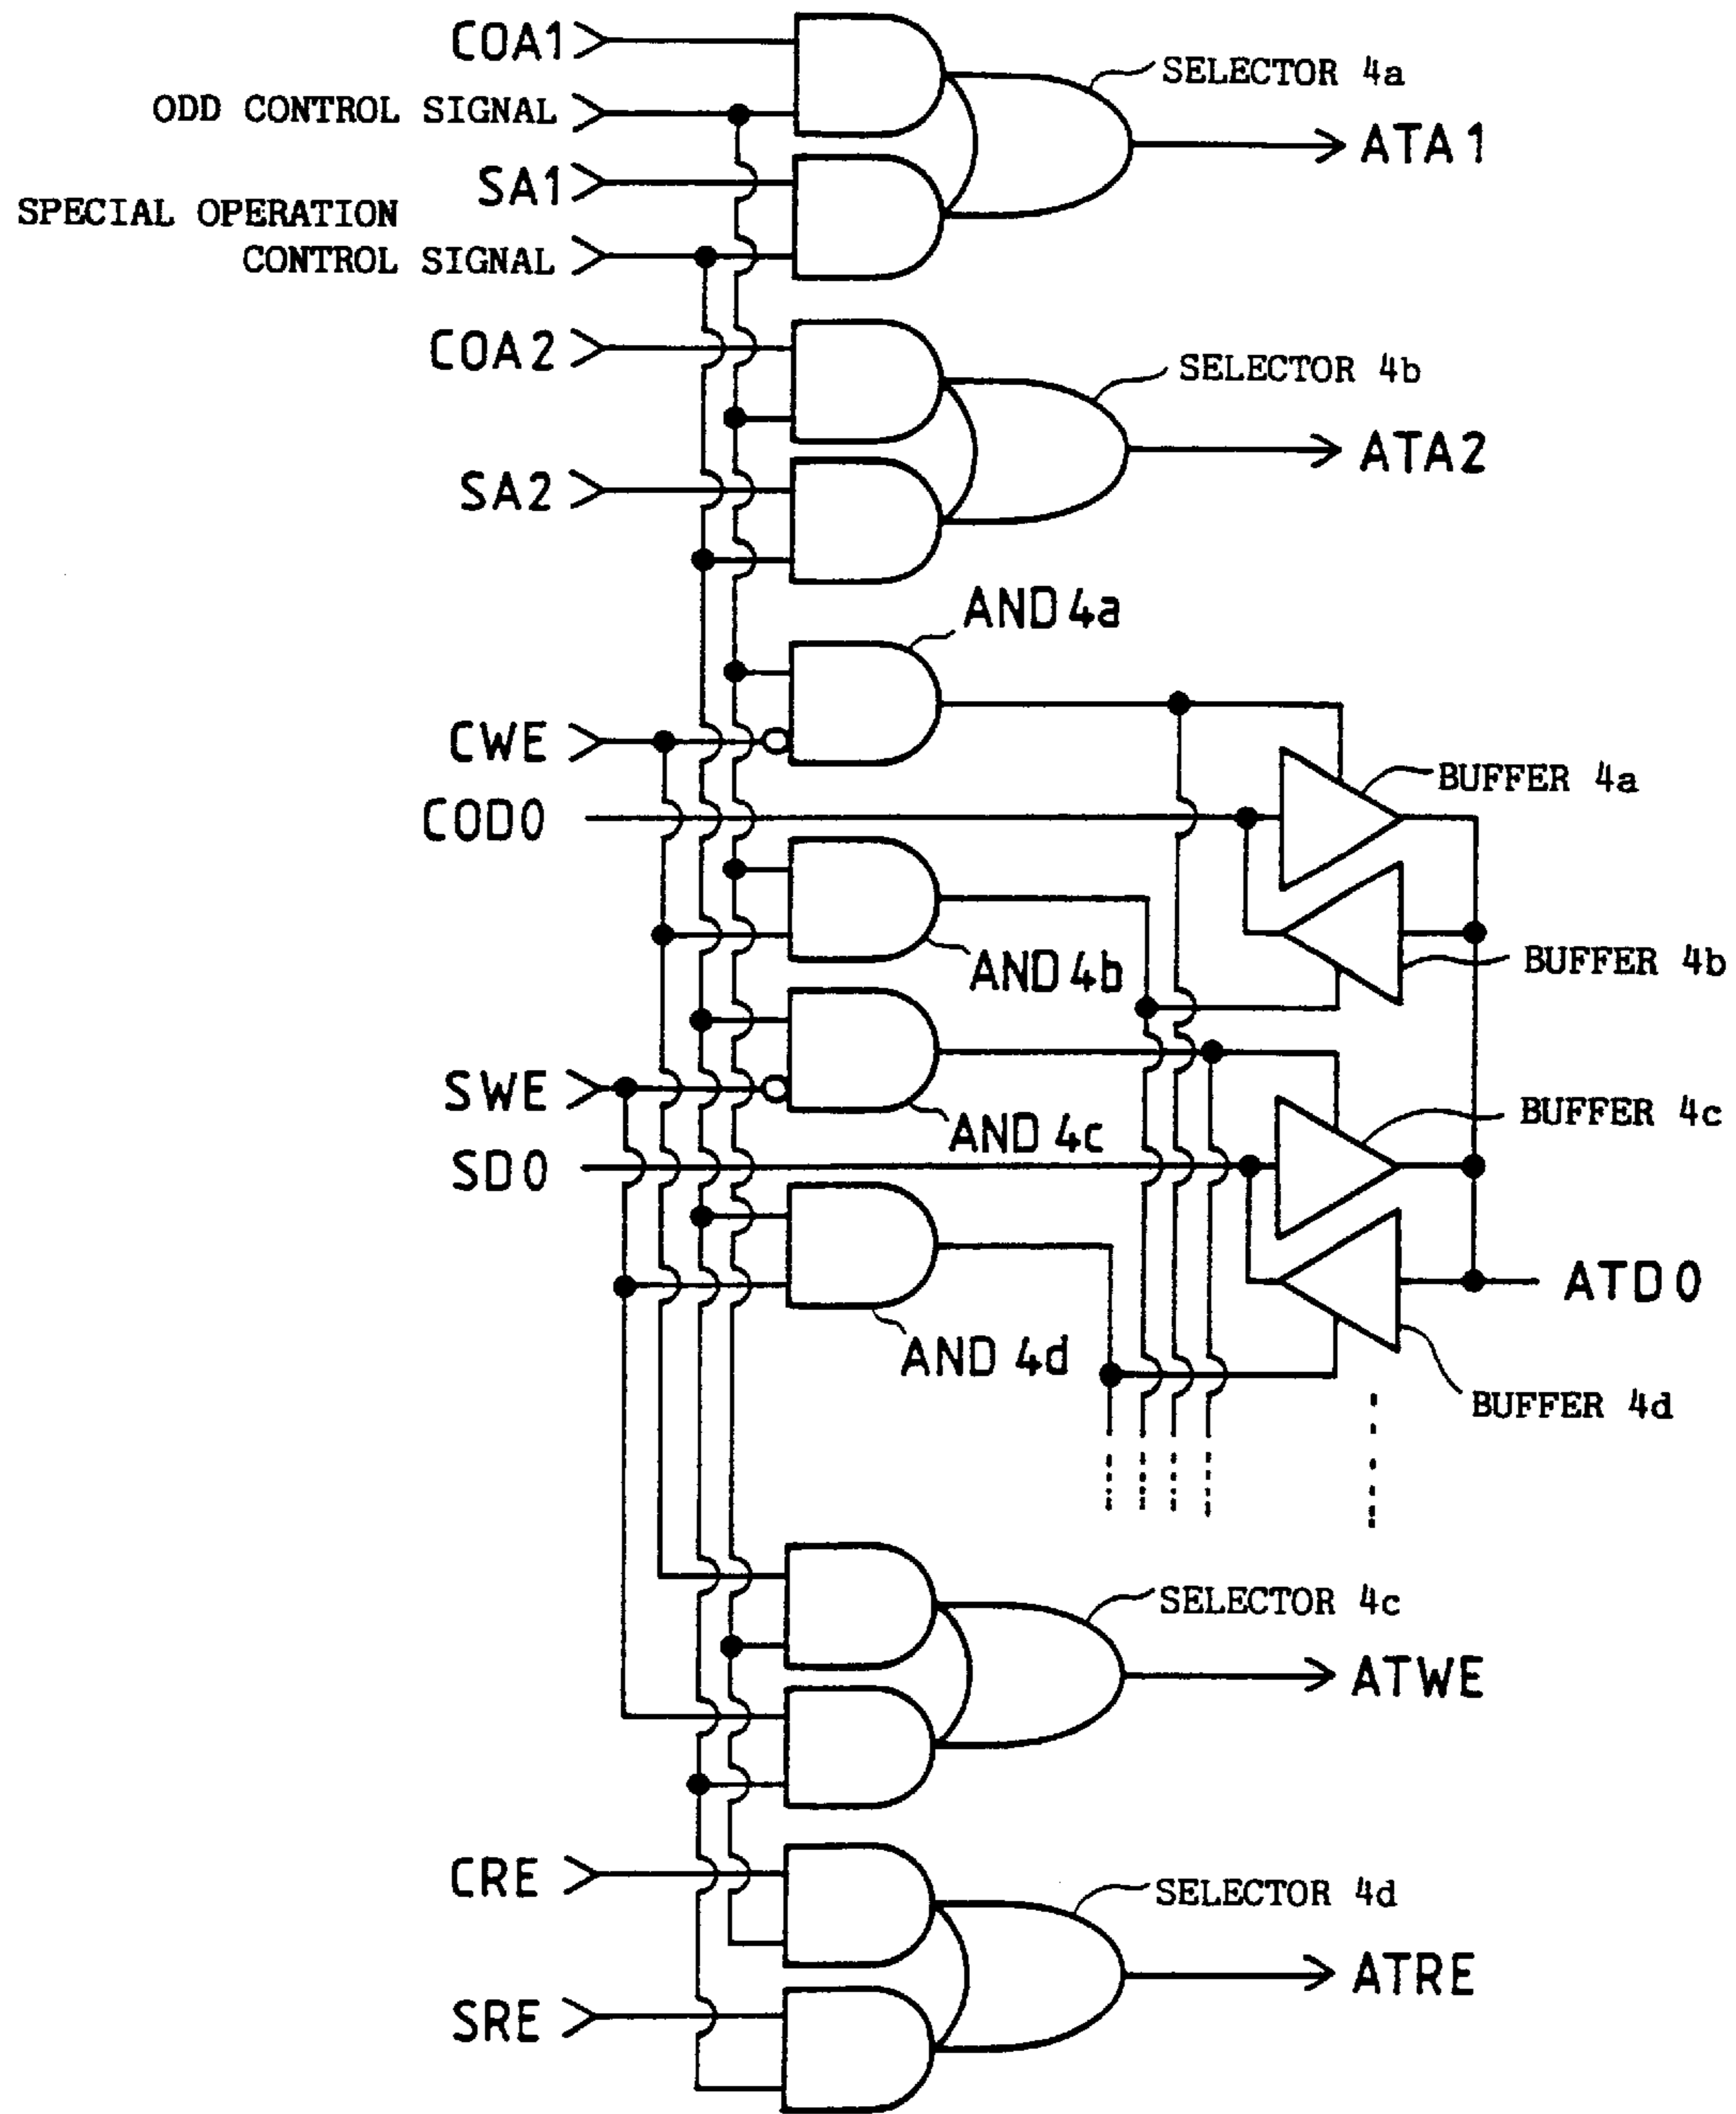 COA1
SELECTOR 4a
ODD CONTROL SIGNAL
ATA1
SA1
SPECIAL OPERATION
CONTROL SIGNAL
COA2
SELECTOR 4b
ATA2
SA2
AND 4a
CWE
BUFFER 4a
COD0
AND 4b
BUFFER 4b
SWE
AND 4c
BUFFER 4c
SD0
ATD0
AND 4d
BUFFER 4d
SELECTOR 4c
ATWE
CRE
SELECTOR 4d
ATRE
SRE